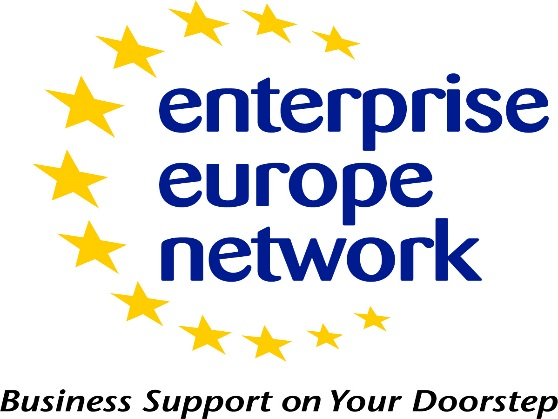 enterprise
europe
network
Business Support on Your Doorstep